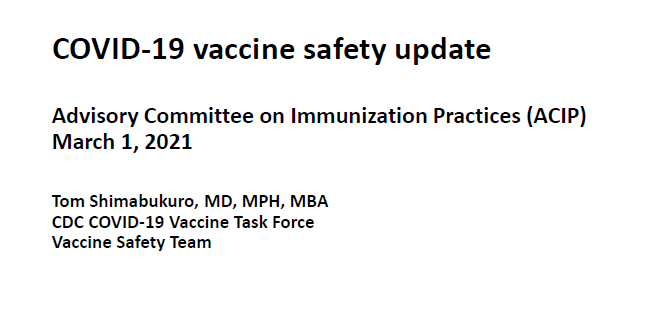 COVID-19 vaccine safety update
Advisory Committee on Immunization Practices (ACIP)
March 1, 2021
Tom Shimabukuro, MD, MPH, MBA
CDC COVID-19 Vaccine Task Force
Vaccine Safety Team